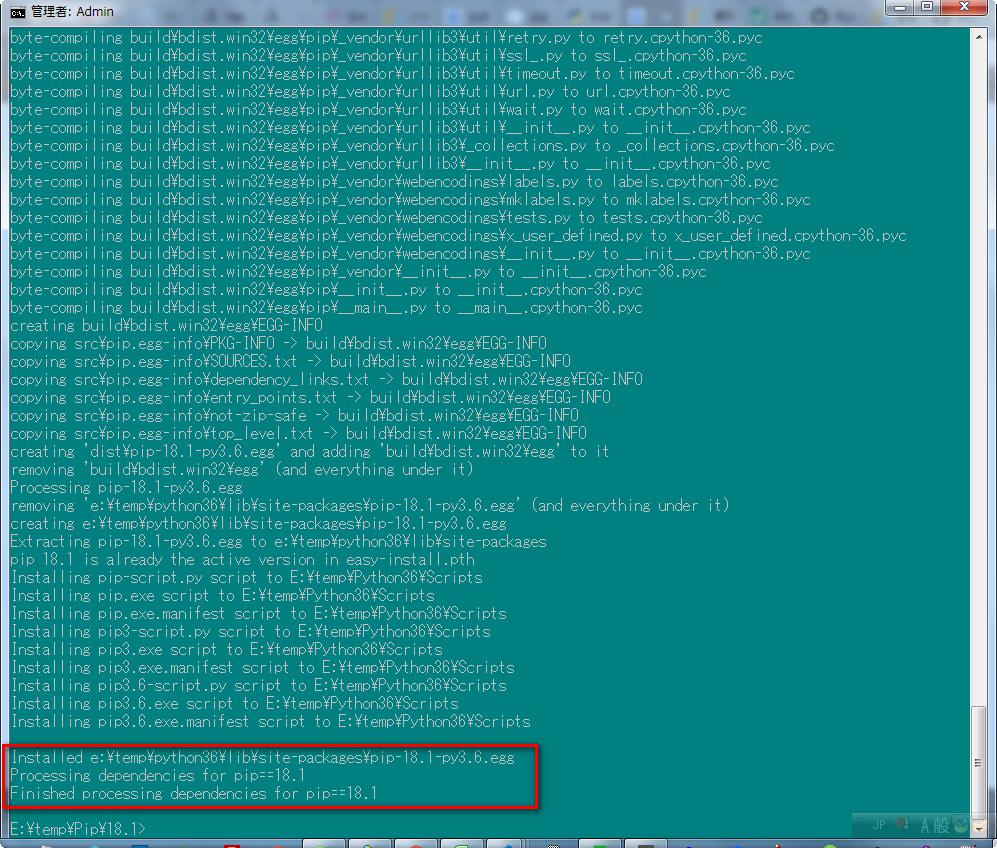 管理者: Admin
byte-compiling build¥bdist.win32¥egg¥pip¥_vendor¥urllib3¥util¥retry.py to retry.cpython-36.pyc
byte-compiling build¥bdist.win32¥egg¥pip¥_vendor¥urllib3¥util¥ssl_.py to ssl_.cpython-36.pyc
byte-compiling build¥bdist.win32¥egg¥pip¥_vendor¥urllib3¥util¥timeout.py to timeout.cpython-36.pyc
byte-compiling build¥bdist.win32¥egg¥pip¥_vendor¥urllib3¥util¥url.py to url.cpython-36.pyc
byte-compiling build¥bdist.win32¥egg¥pip¥_vendor¥urllib3¥util¥wait.py to wait.cpython-36.pyc
byte-compiling build¥bdist.win32¥egg¥pip¥_vendor¥urllib3¥util¥__init__.py to __init__.cpython-36.pyc
byte-compiling build¥bdist.win32¥egg¥pip¥_vendor¥urllib3¥_collections.py to _collections.cpython-36.pyc
byte-compiling build¥bdist.win32¥egg¥pip¥_vendor¥urllib3¥__init__.py to __init__.cpython-36.pyc
byte-compiling build¥bdist.win32¥egg¥pip¥_vendor¥webencodings¥labels.py to labels.cpython-36.pyc
byte-compiling build¥bdist.win32¥egg¥pip¥_vendor¥webencodings¥mklabels.py to mklabels.cpython-36.pyc
byte-compiling build¥bdist.win32¥egg¥pip¥_vendor¥webencodings¥tests.py to tests.cpython-36.pyc
byte-compiling build¥bdist.win32¥egg¥pip¥_vendor¥webencodings¥x_user_defined.py to x_user_defined.cpython-36.pyc
byte-compiling build¥bdist.win32¥egg¥pip¥_vendor¥webencodings¥__init__.py to __init__.cpython-36.pyc
byte-compiling build¥bdist.win32¥egg¥pip¥_vendor¥__init__.py to __init__.cpython-36.pyc
byte-compiling build¥bdist.win32¥egg¥pip¥__init__.py to __init__.cpython-36.pyc
byte-compiling build¥bdist.win32¥egg¥pip¥__main__.py to __main__.cpython-36.pyc
creating build¥bdist.win32¥egg¥EGG-INFO
copying src¥pip.egg-info¥PKG-INFO -> build¥bdist.win32¥egg¥EGG-INFO
copying src¥pip.egg-info¥SOURCES.txt -> build¥bdist.win32¥egg¥EGG-INFO
copying src¥pip.egg-info¥dependency_links.txt -> build¥bdist.win32¥egg¥EGG-INFO
copying src¥pip.egg-info¥entry_points.txt -> build¥bdist.win32¥egg¥EGG-INFO
copying src¥pip.egg-info¥not-zip-safe -> build¥bdist.win32¥egg¥EGG-INFO
copying src¥pip.egg-info¥top_level.txt -> build¥bdist.win32¥egg¥EGG-INFO
creating 'dist¥pip-18.1-py3.6.egg' and adding 'build¥bdist.win32¥egg' to it
removing 'build¥bdist.win32¥egg' (and everything under it)
Processing pip-18.1-py3.6.egg
removing 'e:¥temp¥python36¥lib¥site-packages¥pip-18.1-py3.6.egg' (and everything under it)
creating e:¥temp¥python36¥lib¥site-packages¥pip-18.1-py3.6.egg
Extracting pip-18.1-py3.6.egg to e:¥temp¥python36¥lib¥site-packages
pip 18.1 is already the active version in easy-install.pth
Installing pip-script.py script to E:¥temp¥Python36¥Scripts
Installing pip.exe script to E:¥temp¥Python36¥Scripts
Installing pip.exe.manifest script to E:¥temp¥Python36¥Scripts
Installing pip3-script.py script to E:¥temp¥Python36¥Scripts
Installing pip3.exe script to E:¥temp¥Python36¥Scripts
Installing pip3.exe.manifest script to E:¥temp¥Python36¥Scripts
Installing pip3.6-script.py script to E:¥temp¥Python36¥Scripts
Installing pip3.6.exe script to E:¥temp¥Python36¥Scripts
Installing pip3.6.exe.manifest script to E:¥temp¥Python36¥Scripts
Installed e:¥temp¥python36¥lib¥site-packages¥pip-18.1-py3.6.egg
Processing dependencies for pip==18.1
Finished processing dependencies for pip==18.1
E:¥temp¥Pip¥18.1>
JP A 般